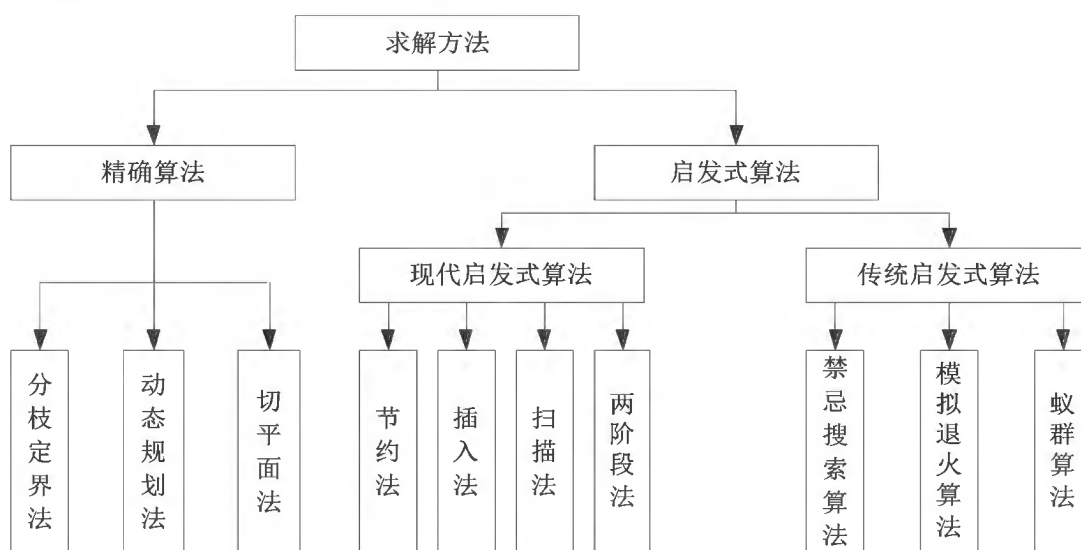 求解方法
精确算法
启发式算法
现代启发式算法
传统启发式算法
分枝定界法
动态规划法
切平面法
节约法
插入法
扫描法
两阶段法
禁忌搜索算法
模拟退火算法
蚁群算法